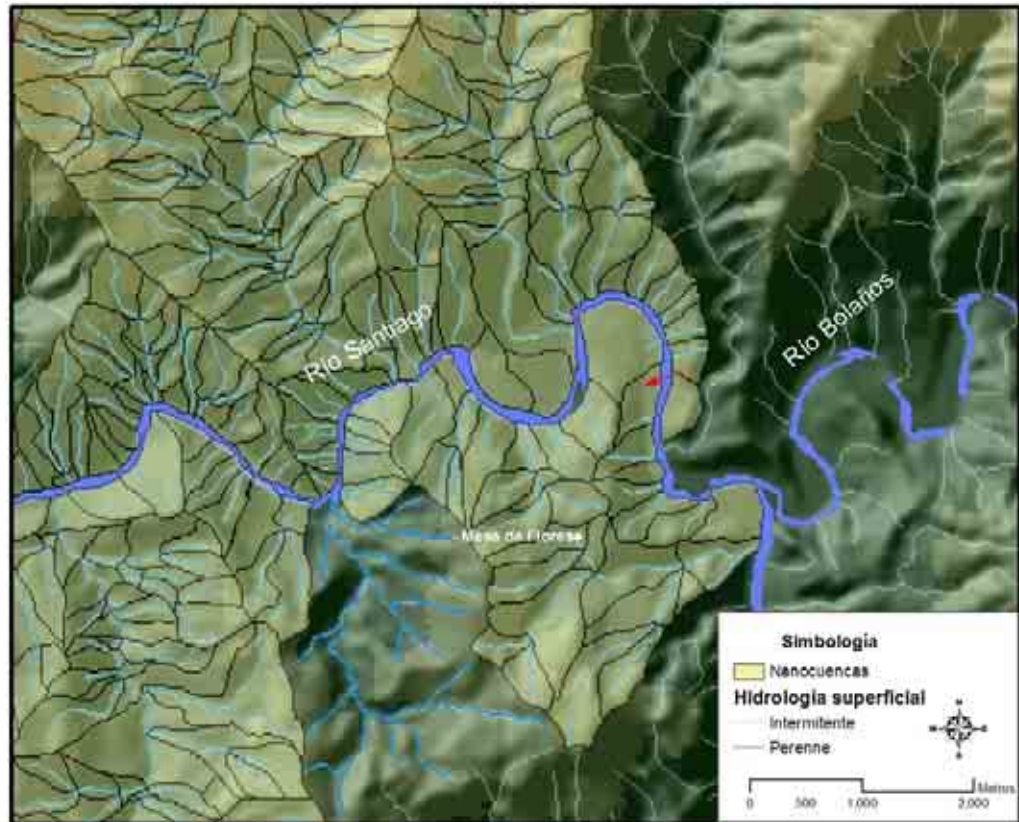 Río Santiago
Río Bolaños
Mesa de Flores
Simbología
Nanocuencas
Hidrología superficial
Intermitente
Perenne
0 500 1,000 2,000
Metros